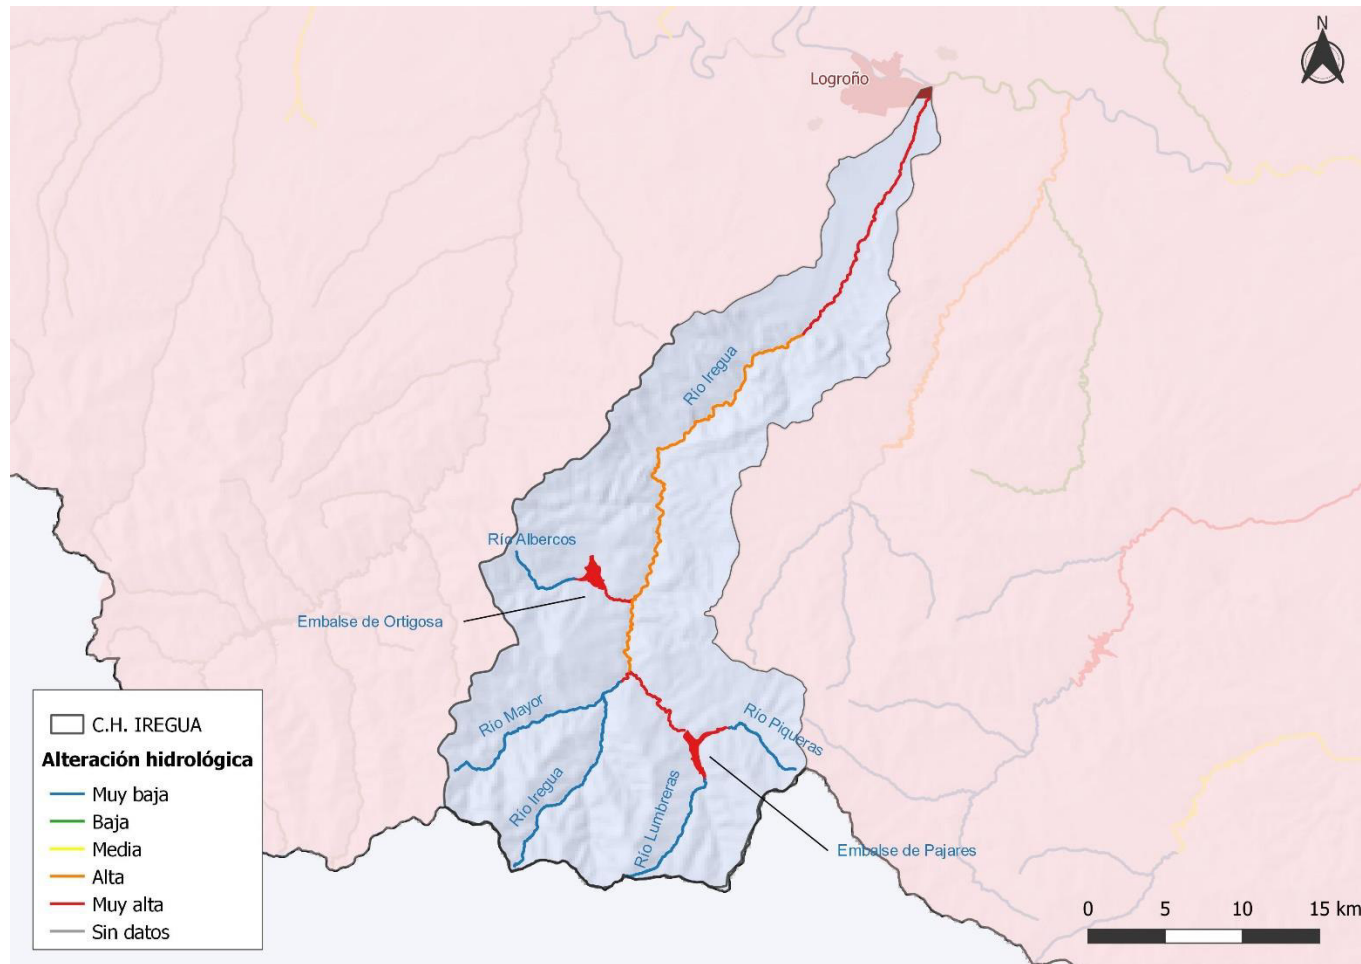 N
Logroño
Río Iregua
Río Albercos
Embalse de Ortigosa
Río Mayor
Río Piqueras
Río Iregua
Río Lumbreras
Embalse de Pajares
C.H. IREGUA
Alteración hidrológica
Muy baja
Baja
Media
Alta
Muy alta
Sin datos
0 5 10 15 km